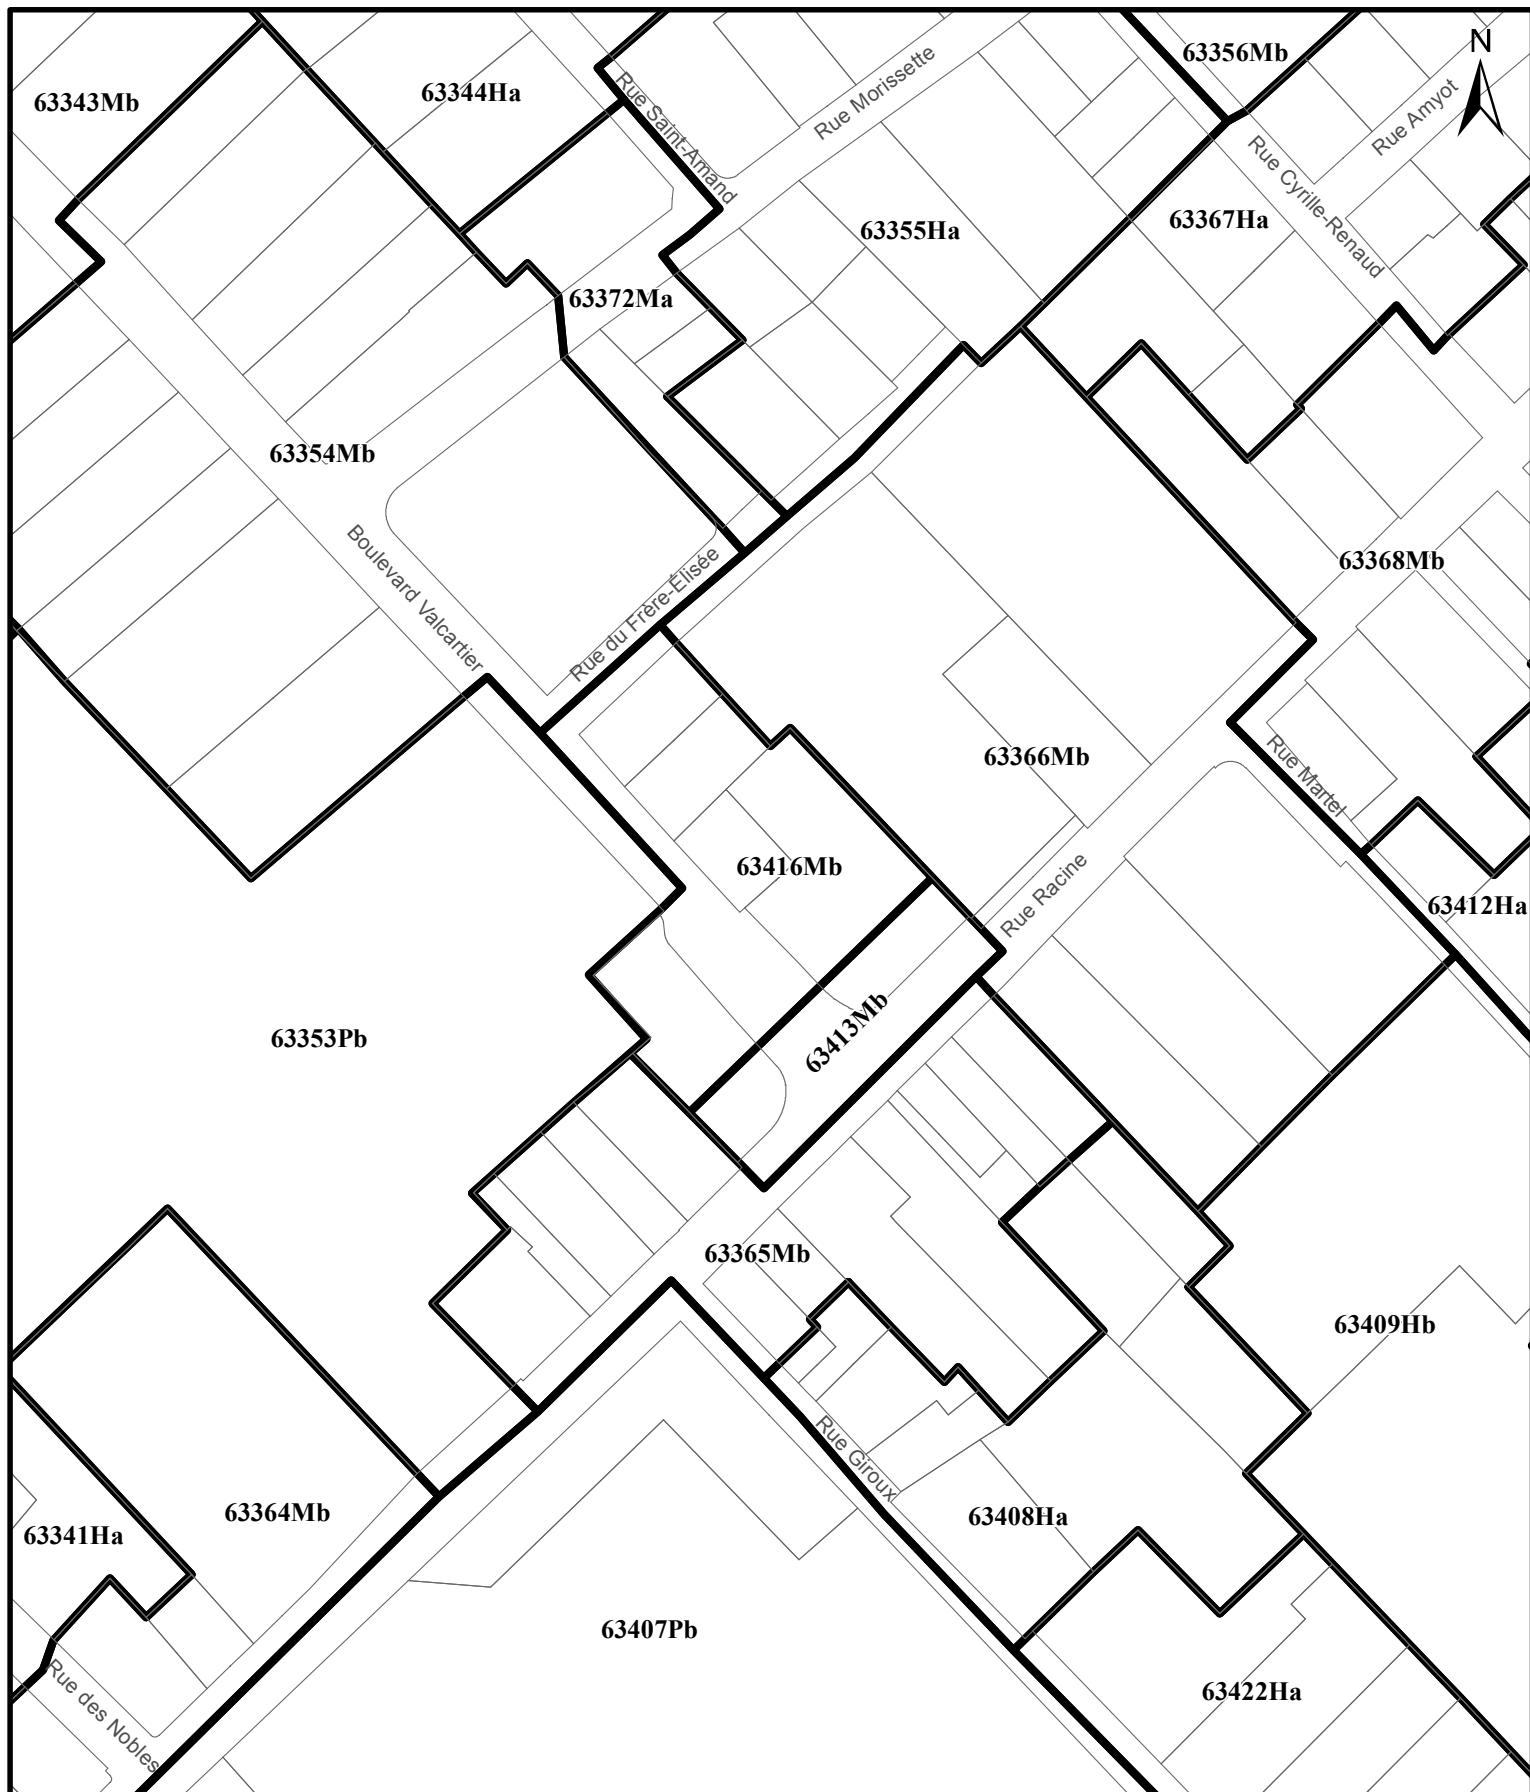 63356Mb
N
63343Mb
63344Ha
Rue Saint-Amand
Rue Morissette
Rue Amyot
Rue Cyrille-Renaud
63355Ha
63367Ha
63372Ma
63354Mb
Boulevard Valcartier
Rue du Frère-Élisée
63368Mb
63366Mb
Rue Martel
63416Mb
Rue Racine
63412Ha
63413Mb
63353Pb
63365Mb
63409Hb
Rue Giroux
63364Mb
63341Ha
63408Ha
63407Pb
Rue des Nobles
63422Ha